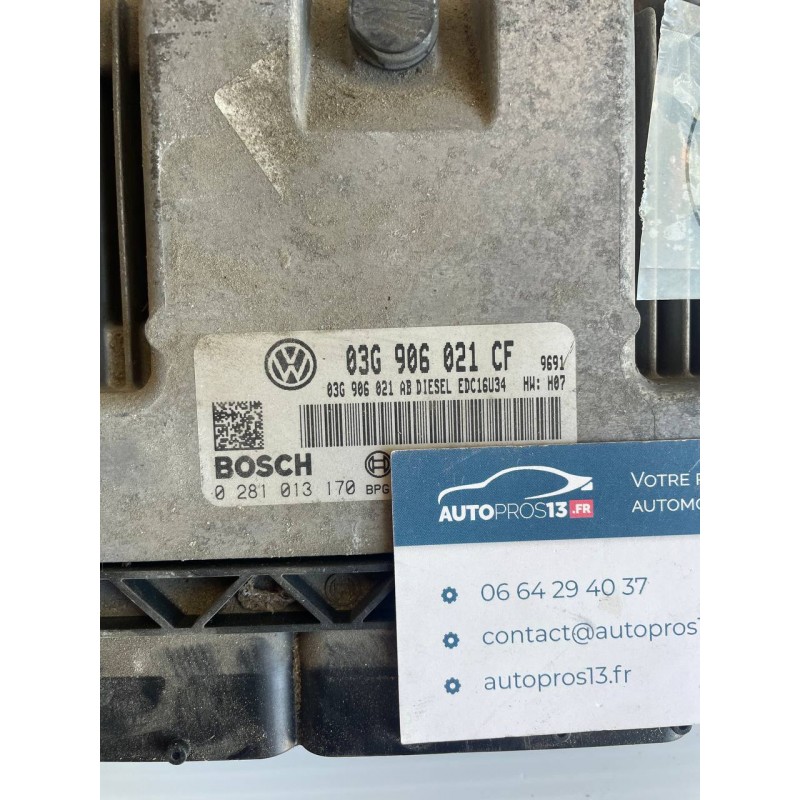 03G 906 021 CF 9691
03G 906 021 AB DIESEL EDC16U34 HW: H07
BOSCH
0 281 013 170 BPG
AUTOPROS13.FR
VOTRE
AUTOMO
06 64 29 40 37
contact@autopros1
autopros13.fr